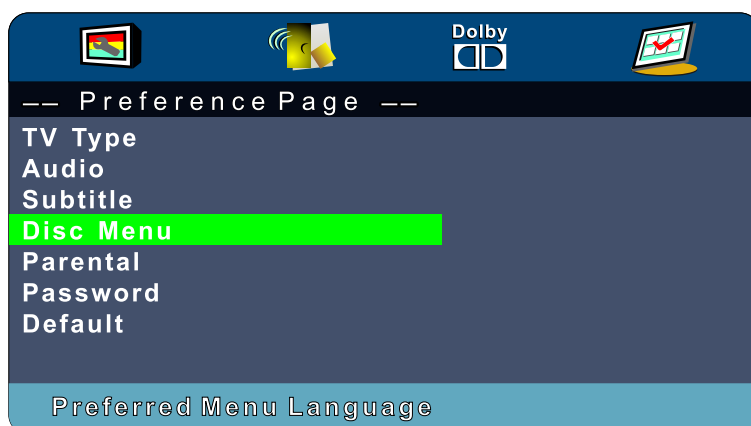 Dolby
-- Preference Page --
TV Type
Audio
Subtitle
Disc Menu
Parental
Password
Default
Preferred Menu Language